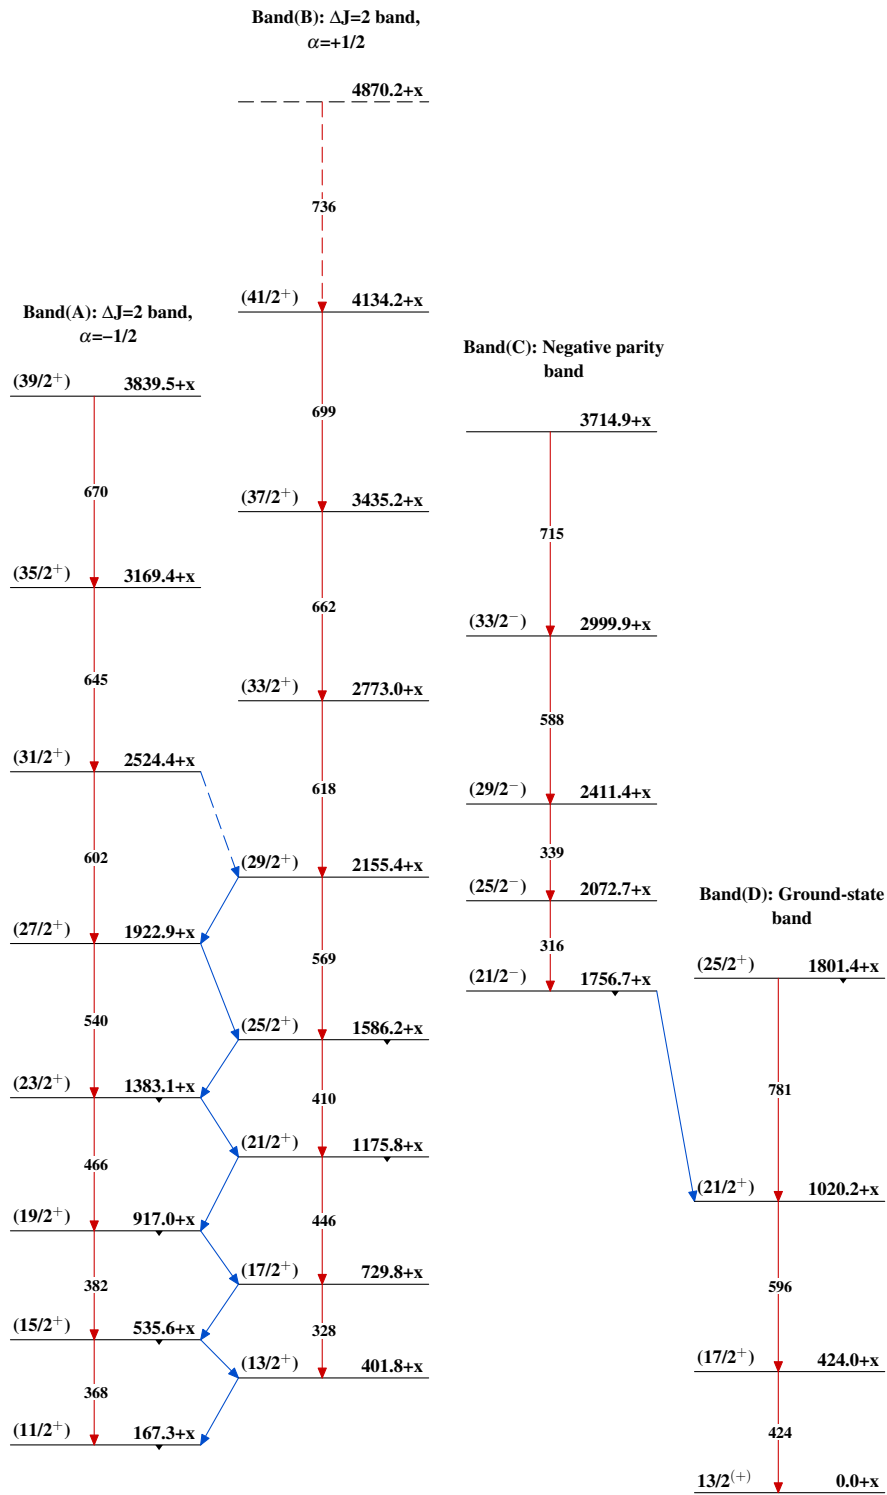 Band(A): ΔJ=2 band,
α=−1/2
(39/2⁺) 3839.5+x
670
(35/2⁺) 3169.4+x
645
(31/2⁺) 2524.4+x
602
(27/2⁺) 1922.9+x
540
(23/2⁺) 1383.1+x
466
(19/2⁺) 917.0+x
382
(15/2⁺) 535.6+x
368
(11/2⁺) 167.3+x
Band(B): ΔJ=2 band,
α=+1/2
4870.2+x
736
(41/2⁺) 4134.2+x
699
(37/2⁺) 3435.2+x
662
(33/2⁺) 2773.0+x
618
(29/2⁺) 2155.4+x
569
(25/2⁺) 1586.2+x
410
(21/2⁺) 1175.8+x
446
(17/2⁺) 729.8+x
328
(13/2⁺) 401.8+x
Band(C): Negative parity
band
3714.9+x
715
(33/2⁻) 2999.9+x
588
(29/2⁻) 2411.4+x
339
(25/2⁻) 2072.7+x
316
(21/2⁻) 1756.7+x
Band(D): Ground-state
band
(25/2⁺) 1801.4+x
781
(21/2⁺) 1020.2+x
596
(17/2⁺) 424.0+x
424
13/2⁽⁺⁾ 0.0+x